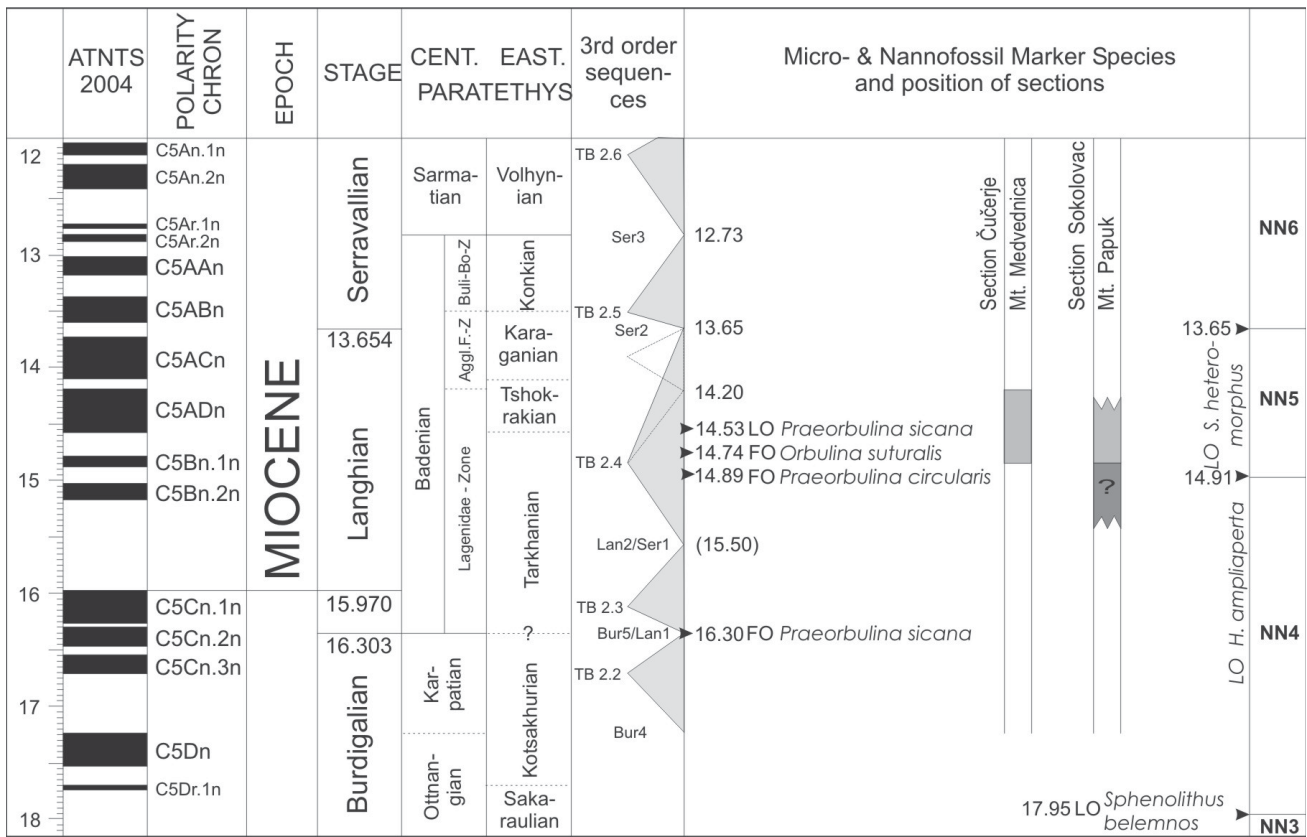 ATNTS
2004
POLARITY
CHRON
EPOCH
STAGE
CENT. EAST.
PARATETHYS
3rd order
sequen-
ces
Micro- & Nannofossil Marker Species
and position of sections
12
13
14
15
16
17
18
C5An.1n
C5An.2n
C5Ar.1n
C5Ar.2n
C5AAn
C5ABn
C5ACn
C5ADn
C5Bn.1n
C5Bn.2n
C5Cn.1n
C5Cn.2n
C5Cn.3n
C5Dn
C5Dr.1n
MIOCENE
Serravallian
13.654
Langhian
15.970
16.303
Burdigalian
Sarma-
tian
Badenian
Buli-Bo-Z
Aggl.F.-Z
Lagenidae - Zone
Kar-
patian
Ottnan-
gian
Volhyn-
ian
Konkian
Kara-
ganian
Tshok-
rakian
Tarkhanian
?
Kotsakhurian
Saka-
raulian
TB 2.6
Ser3
TB 2.5
Ser2
TB 2.4
Lan2/Ser1
TB 2.3
Bur5/Lan1
TB 2.2
Bur4
12.73
13.65
14.20
14.53 LO Praeorbulina sicana
14.74 FO Orbulina suturalis
14.89 FO Praeorbulina circularis
(15.50)
16.30 FO Praeorbulina sicana
Section Čučerje
Mt. Medvednica
Section Sokolovac
Mt. Papuk
?
13.65
LO S. hetero-
morphus
14.91
LO H. ampliaperta
17.95 LO Sphenolithus
belemnos
NN6
NN5
NN4
NN3